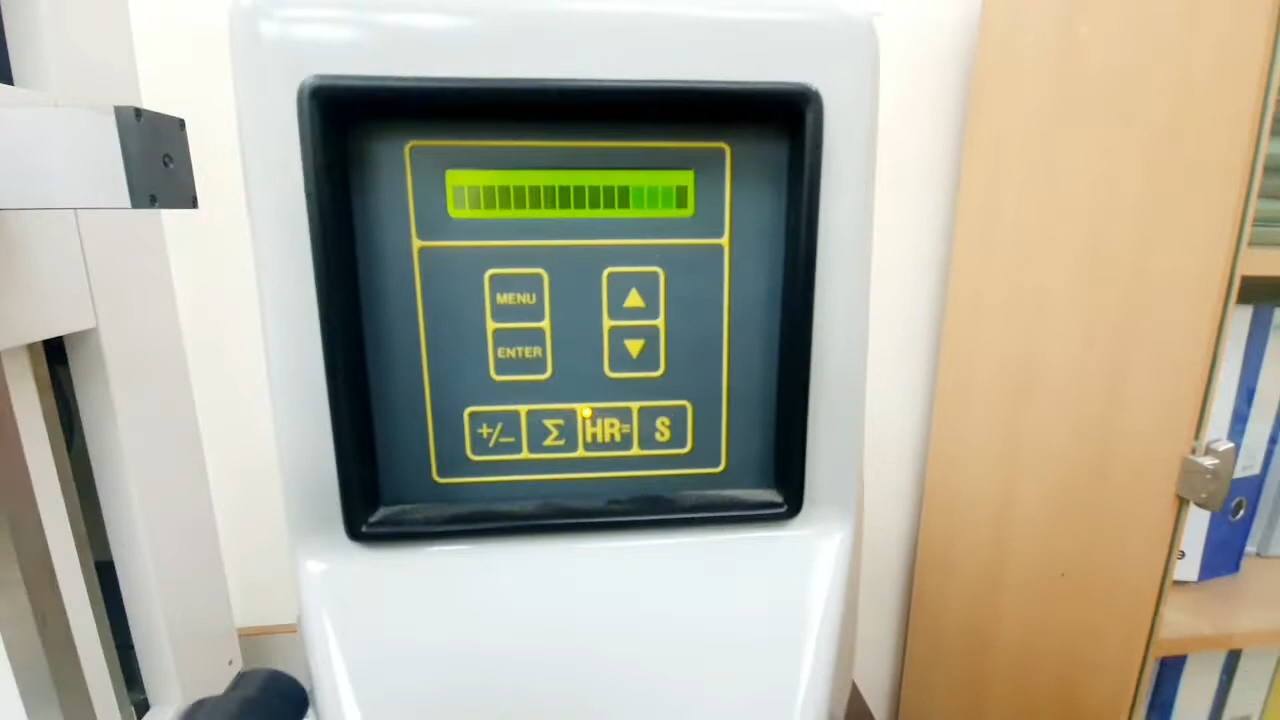 MENU
ENTER
+/− Σ HR= S